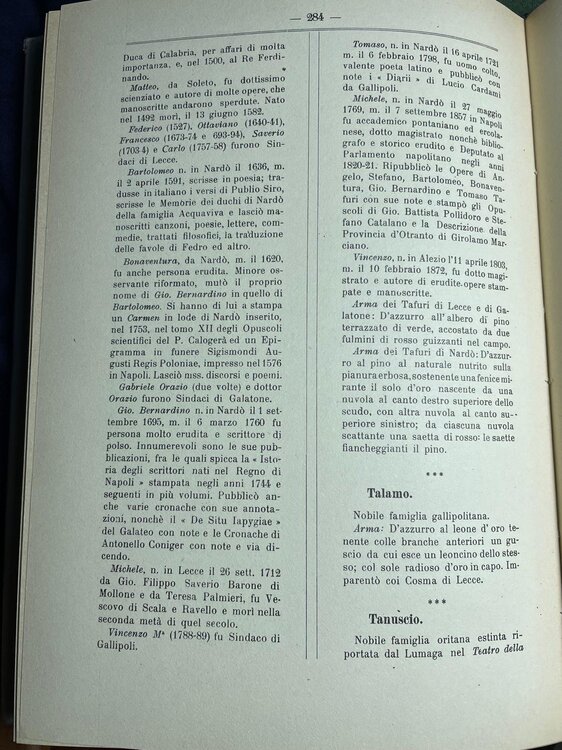 — 284 —
Duca di Calabria, per affari di molta
importanza, e, nel 1500, al Re Ferdi-
nando.
Matteo, da Soleto, fu dottissimo
scienziato e autore di molte opere, che
manoscritte andarono sperdute. Nato
nel 1492 morì, il 13 giugno 1582.
Federico (1527). Ottaviano (1640-41),
Francesco (1673-74 e 693-94), Saverio
(1703-4) e Carlo (1757-58) furono Sin-
daci di Lecce.
Bartolomeo n. in Nardò il 1636, m.
il 2 aprile 1591, scrisse in poesia; tra-
dusse in italiano i versi di Publio Siro,
scrisse le Memorie dei duchi di Nardò
della famiglia Acquaviva e lasciò ma-
noscritti canzoni, poesie, lettere, com-
medie, trattati filosofici, la traduzione
delle favole di Fedro ed altro.
Bonaventura, da Nardò, m. il 1620,
fu anche persona erudita. Minore os-
servante riformato, mutò il proprio
nome di Gio. Bernardino in quello di
Bartolomeo. Si hanno di lui a stampa
un Carmen in lode di Nardò inserito,
nel 1753, nel tomo XII degli Opuscoli
scientifici del P. Calogerà ed un Epi-
gramma in funere Sigismondi Augu-
sti Regis Poloniae, impresso nel 1576
in Napoli. Lasciò mss. discorsi e poemi.
Gabriele Orazio (due volte) e dottor
Orazio furono Sindaci di Galatone.
Gio. Bernardino n. in Nardò il 1 set-
tembre 1695, m. il 6 marzo 1760 fu
persona molto erudita e scrittore di
polso. Innumerevoli sono le sue pub-
blicazioni, fra le quali spicca la « Isto-
ria degli scrittori nati nel Regno di
Napoli » stampata negli anni 1744 e
seguenti in più volumi. Pubblicò an-
che varie cronache con sue annota-
zioni, nonchè il « De Situ Iapygiae »
del Galateo con note e le Cronache di
Antonello Coniger con note e via di-
cendo.
Michele, n. in Lecce il 26 sett. 1712
da Gio. Filippo Saverio Barone di
Mollone e da Teresa Palmieri, fu Ve-
scovo di Scala e Ravello e morì nella
seconda metà di quel secolo.
Vincenzo Mª (1788-89) fu Sindaco di
Gallipoli.
Tomaso, n. in Nardò il 16 aprile 1721
m. il 6 febbraio 1798, fu uomo colto,
valente poeta latino e pubblicò con
note i « Diarii » di Lucio Cardami
da Gallipoli.
Michele, n. in Nardò il 27 maggio
1769, m. il 7 settembre 1857 in Napoli
fu accademico pontaniano ed ercola-
nese, dotto magistrato nonchè biblio-
grafo e storico erudito e Deputato al
Parlamento napolitano negli anni
1820-21. Ripubblicò le Opere di An-
gelo, Stefano, Bartolomeo, Bonaven-
tura, Gio. Bernardino e Tomaso Ta-
furi con sue note e stampò gli Opu-
scoli di Gio. Battista Pollidoro e Ste-
fano Catalano e la Descrizione della
Provincia d'Otranto di Girolamo Mar-
ciano.
Vincenzo, n. in Alezio l'11 aprile 1803,
m. il 10 febbraio 1872, fu dotto magi-
strato e autore di erudite opere stam-
pate e manoscritte.
Arma dei Tafuri di Lecce e di Ga-
latone: D'azzurro all'albero di pino
terrazzato di verde, accostato da due
fulmini di rosso guizzanti nel campo.
Arma dei Tafuri di Nardò: D'azzur-
ro al pino al naturale nutrito sulla
pianura erbosa, sostenente una fenice mi-
rante il sole d'oro nascente da una
nuvola al canto destro superiore dello
scudo, con altra nuvola al canto su-
periore sinistro; da ciascuna nuvola
scattante una saetta di rosso: le saette
fiancheggianti il pino.
***
Talamo.
Nobile famiglia gallipolitana.
Arma: D'azzurro al leone d'oro te-
nente colle branche anteriori un gu-
scio da cui esce un leoncino dello stes-
so; col sole radioso d'oro in capo. Im-
parentò coi Cosma di Lecce.
***
Tanuscio.
Nobile famiglia oritana estinta ri-
portata dal Lumaga nel Teatro della